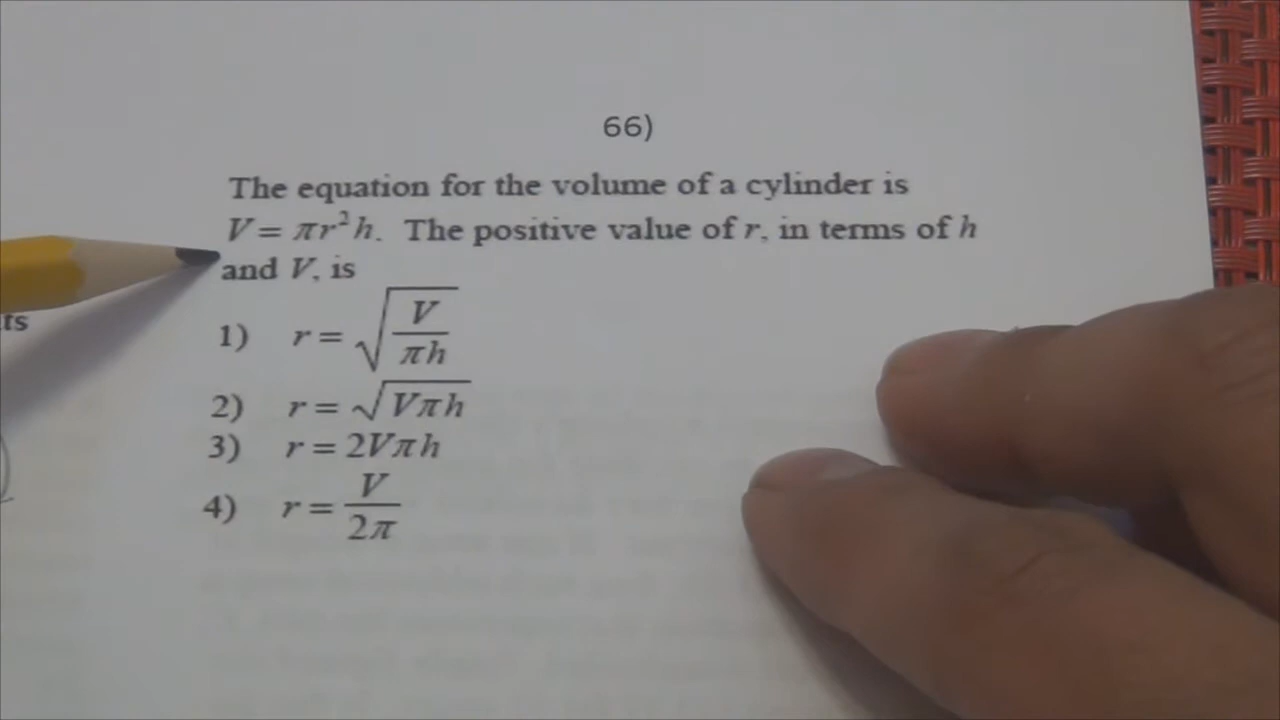 66)
The equation for the volume of a cylinder is
V = πr²h. The positive value of r, in terms of h
and V, is
1) r = √(V/πh)
2) r = √(Vπh)
3) r = 2Vπh
4) r = V/2π
ts